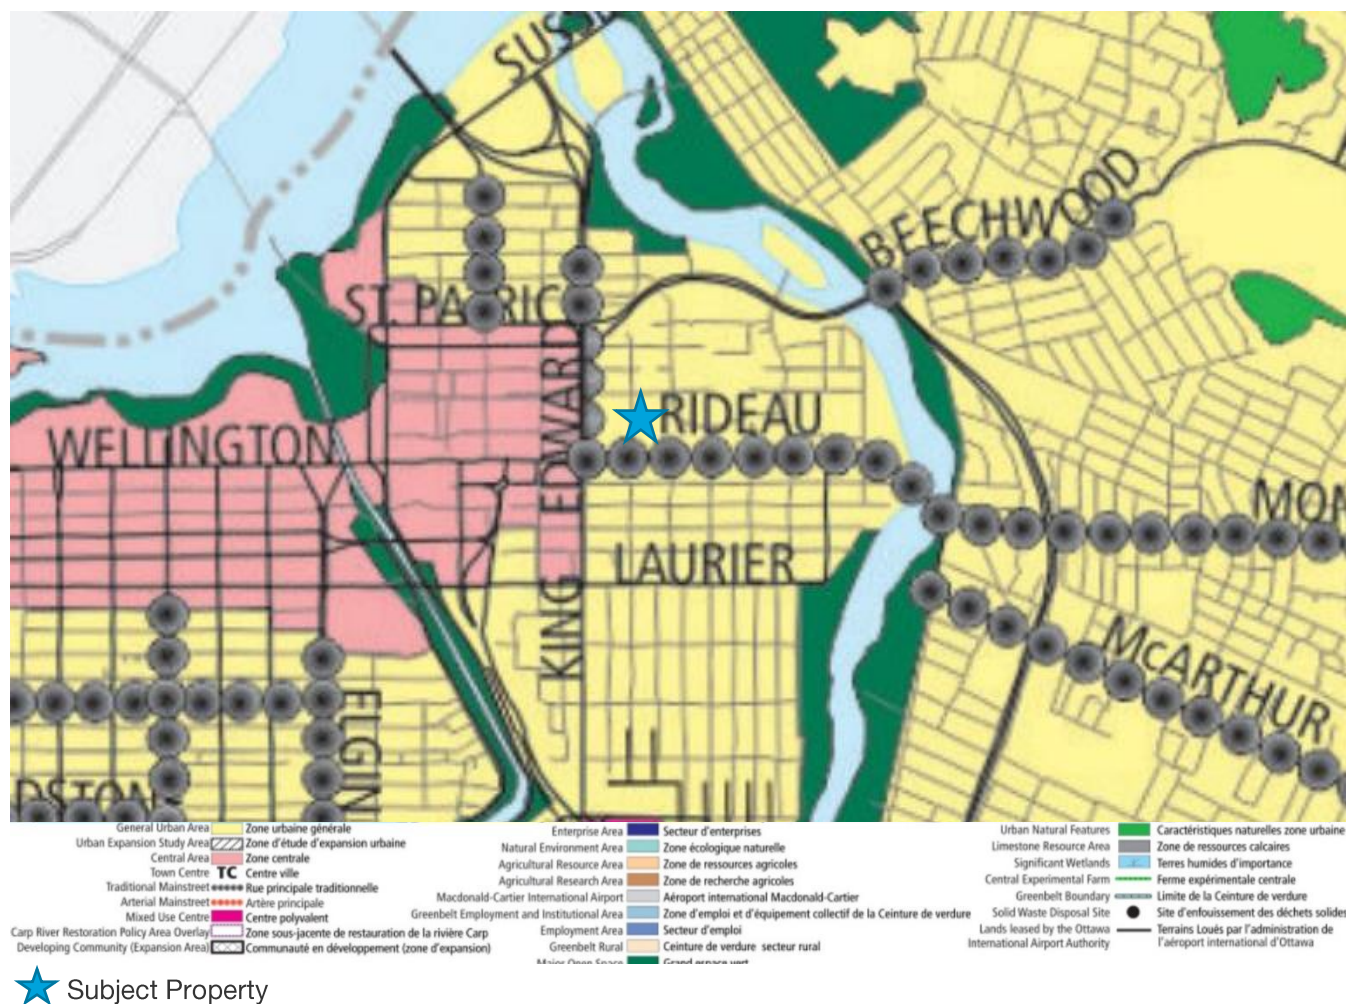 SUSS
BEECHWOOD
ST. PATRIC
KING EDWARD
RIDEAU
WELLINGTON
MON
LAURIER
McARTHUR
ELGIN
DSTON
General Urban Area Zone urbaine générale
Urban Expansion Study Area Zone d'étude d'expansion urbaine
Central Area Zone centrale
Town Centre TC Centre ville
Traditional Mainstreet Rue principale traditionnelle
Arterial Mainstreet Artère principale
Mixed Use Centre Centre polyvalent
Carp River Restoration Policy Area Overlay Zone sous-jacente de restauration de la rivière Carp
Developing Community (Expansion Area) Communauté en développement (zone d'expansion)
Enterprise Area Secteur d'enterprises
Natural Environment Area Zone écologique naturelle
Agricultural Resource Area Zone de ressources agricoles
Agricultural Research Area Zone de recherche agricoles
Macdonald-Cartier International Airport Aéroport international Macdonald-Cartier
Greenbelt Employment and Institutional Area Zone d'emploi et d'équipement collectif de la Ceinture de verdure
Employment Area Secteur d'emploi
Greenbelt Rural Ceinture de verdure secteur rural
Major Open Space Grand espace vert
Urban Natural Features Caractéristiques naturelles zone urbaine
Limestone Resource Area Zone de ressources calcaires
Significant Wetlands Terres humides d'importance
Central Experimental Farm Ferme expérimentale centrale
Greenbelt Boundary Limite de la Ceinture de verdure
Solid Waste Disposal Site Site d'enfouissement des déchets solides
Lands leased by the Ottawa Terrains Loués par l'administration de
International Airport Authority l'aéroport international d'Ottawa
Subject Property